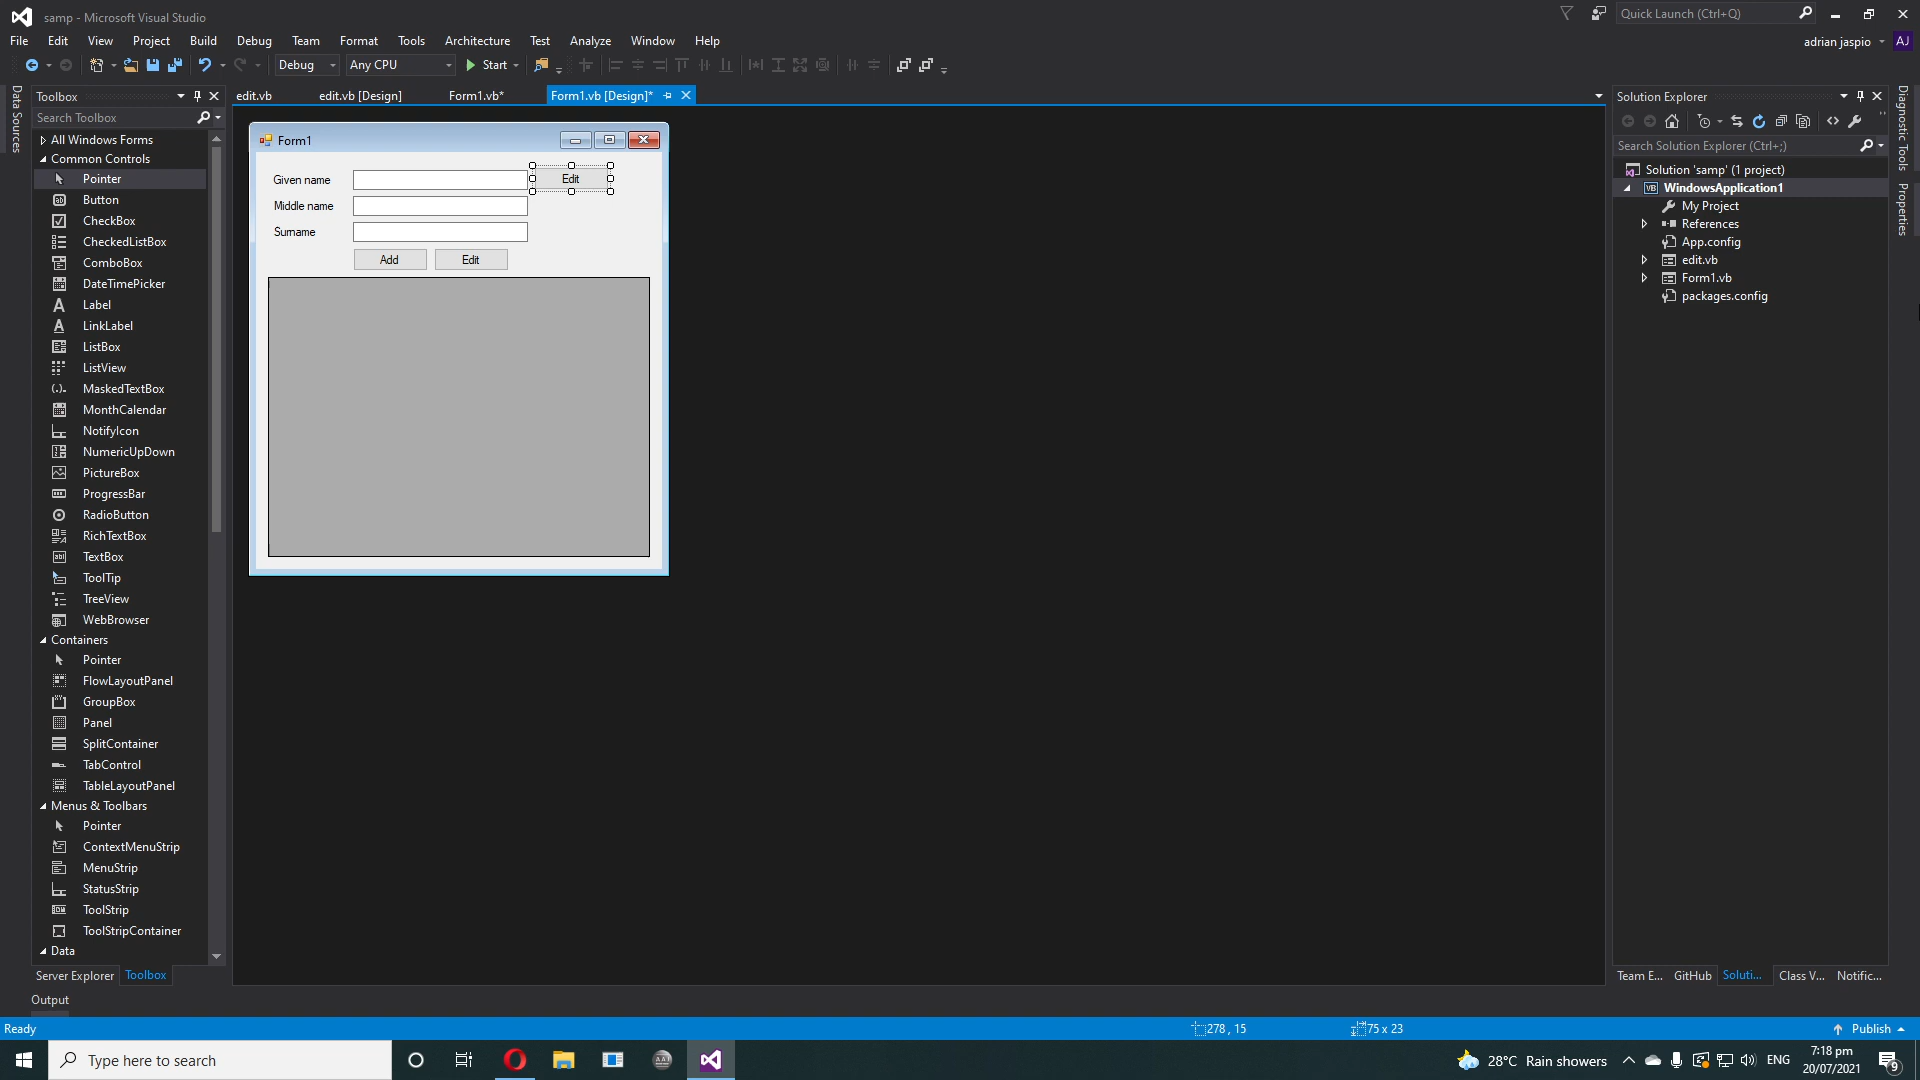 samp - Microsoft Visual Studio
Quick Launch (Ctrl+Q)
File Edit View Project Build Debug Team Format Tools Architecture Test Analyze Window Help
adrian jaspio AJ
Debug Any CPU Start
Data Sources
Toolbox
Search Toolbox
All Windows Forms
Common Controls
Pointer
Button
CheckBox
CheckedListBox
ComboBox
DateTimePicker
Label
LinkLabel
ListBox
ListView
MaskedTextBox
MonthCalendar
NotifyIcon
NumericUpDown
PictureBox
ProgressBar
RadioButton
RichTextBox
TextBox
ToolTip
TreeView
WebBrowser
Containers
Pointer
FlowLayoutPanel
GroupBox
Panel
SplitContainer
TabControl
TableLayoutPanel
Menus & Toolbars
Pointer
ContextMenuStrip
MenuStrip
StatusStrip
ToolStrip
ToolStripContainer
Data
Server Explorer Toolbox
Output
edit.vb edit.vb [Design] Form1.vb* Form1.vb [Design]*
Form1
Given name Edit
Middle name
Surname
Add Edit
Solution Explorer
Search Solution Explorer (Ctrl+;)
Solution 'samp' (1 project)
WindowsApplication1
My Project
References
App.config
edit.vb
Form1.vb
packages.config
Team E... GitHub Soluti... Class V... Notific...
Diagnostic Tools
Properties
Ready 278 , 15 75 x 23 Publish
Type here to search
28°C Rain showers ENG
7:18 pm
20/07/2021
9